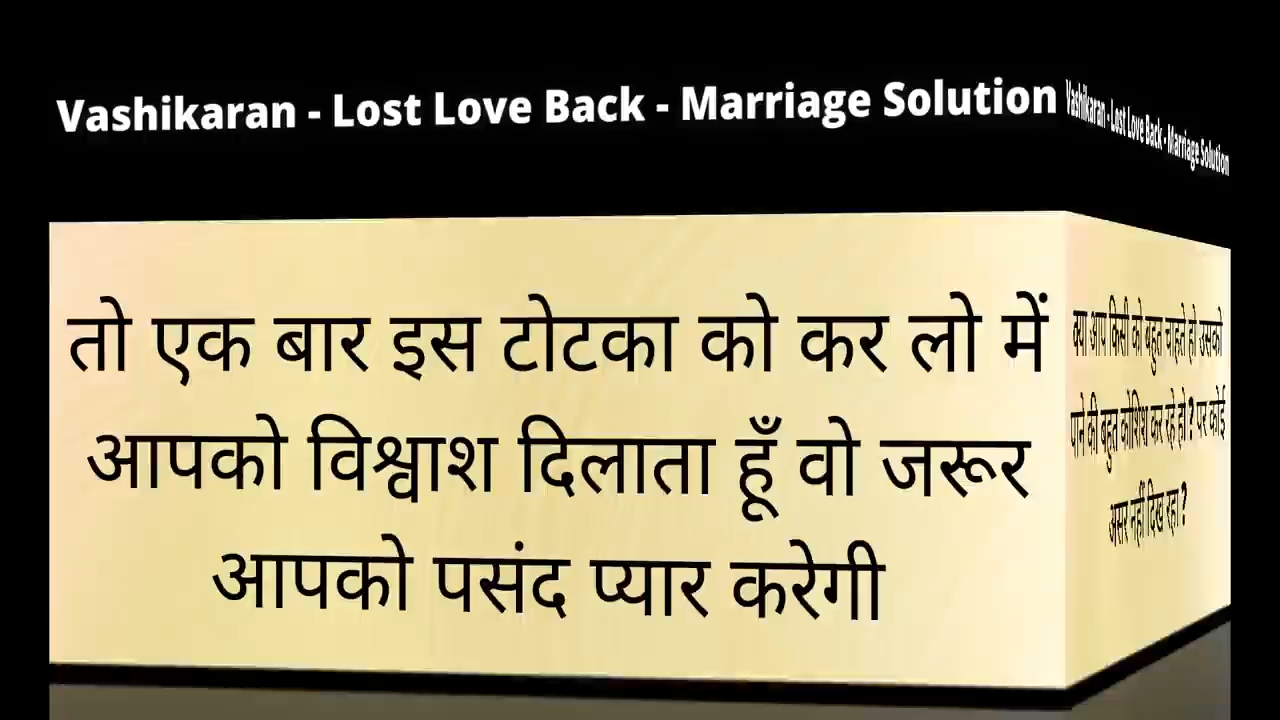 Vashikaran - Lost Love Back - Marriage Solution
Vashikaran - Lost Love Back - Marriage Solution
तो एक बार इस टोटका को कर लो में
आपको विश्वाश दिलाता हूँ वो जरूर
आपको पसंद प्यार करेगी
क्या आप किसी को बहुत चाहते हो उसको
पाने की बहुत कोशिश कर रहे हो ? पर कोई
असर नहीं दिख रहा ?